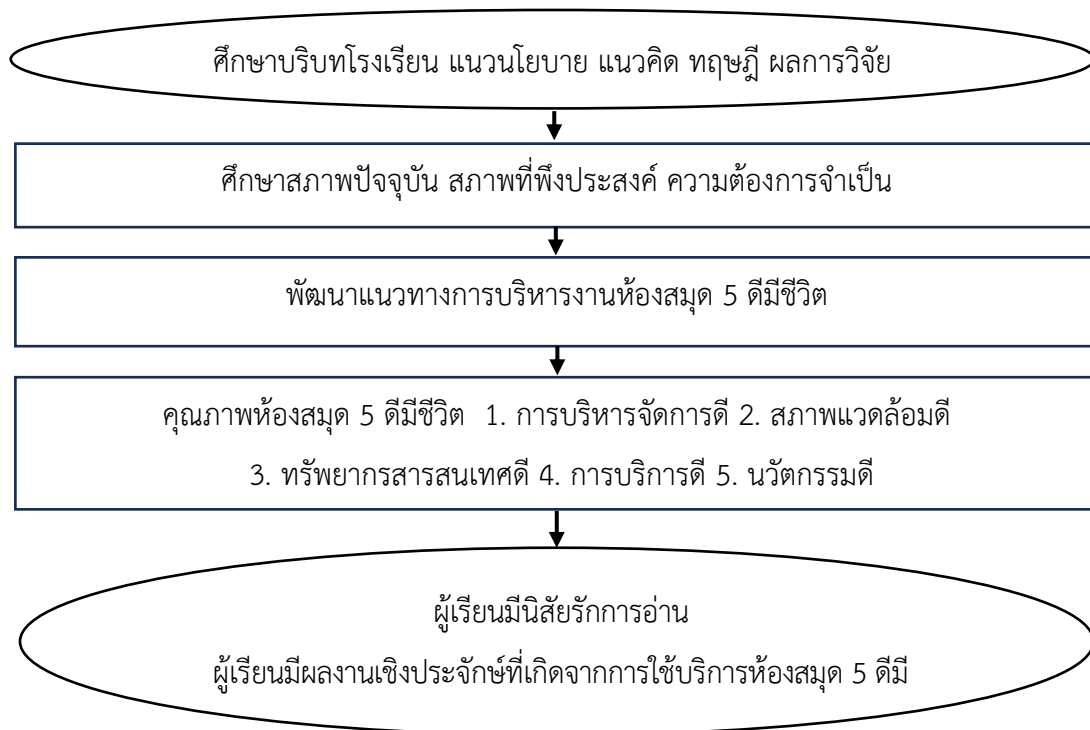 ศึกษาบริบทโรงเรียน แนวนโยบาย แนวคิด ทฤษฎี ผลการวิจัย
ศึกษาสภาพปัจจุบัน สภาพที่พึงประสงค์ ความต้องการจำเป็น
พัฒนาแนวทางการบริหารงานห้องสมุด 5 ดีมีชีวิต
คุณภาพห้องสมุด 5 ดีมีชีวิต 1. การบริหารจัดการดี 2. สภาพแวดล้อมดี
3. ทรัพยากรสารสนเทศดี 4. การบริการดี 5. นวัตกรรมดี
ผู้เรียนมีนิสัยรักการอ่าน
ผู้เรียนมีผลงานเชิงประจักษ์ที่เกิดจากการใช้บริการห้องสมุด 5 ดีมี